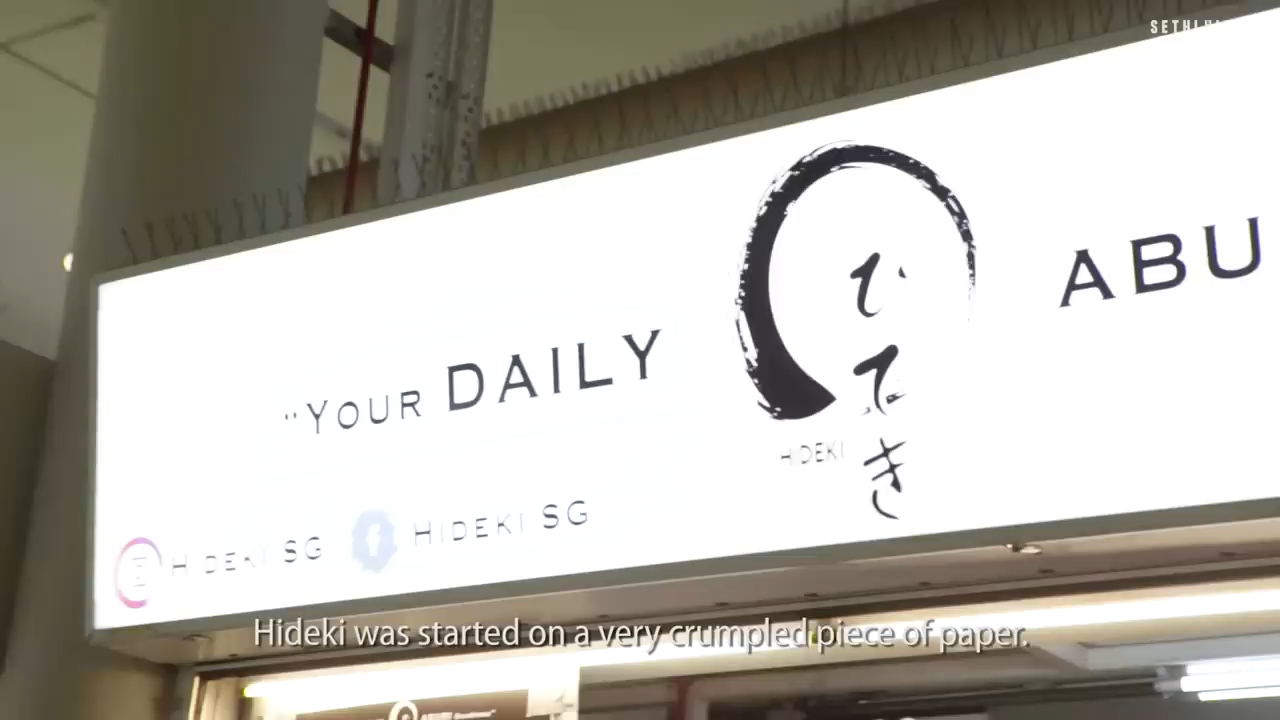 "YOUR DAILY
ひでき
HIDEKI
ABU
HIDEKI SG
HIDEKI SG
Hideki was started on a very crumpled piece of paper.